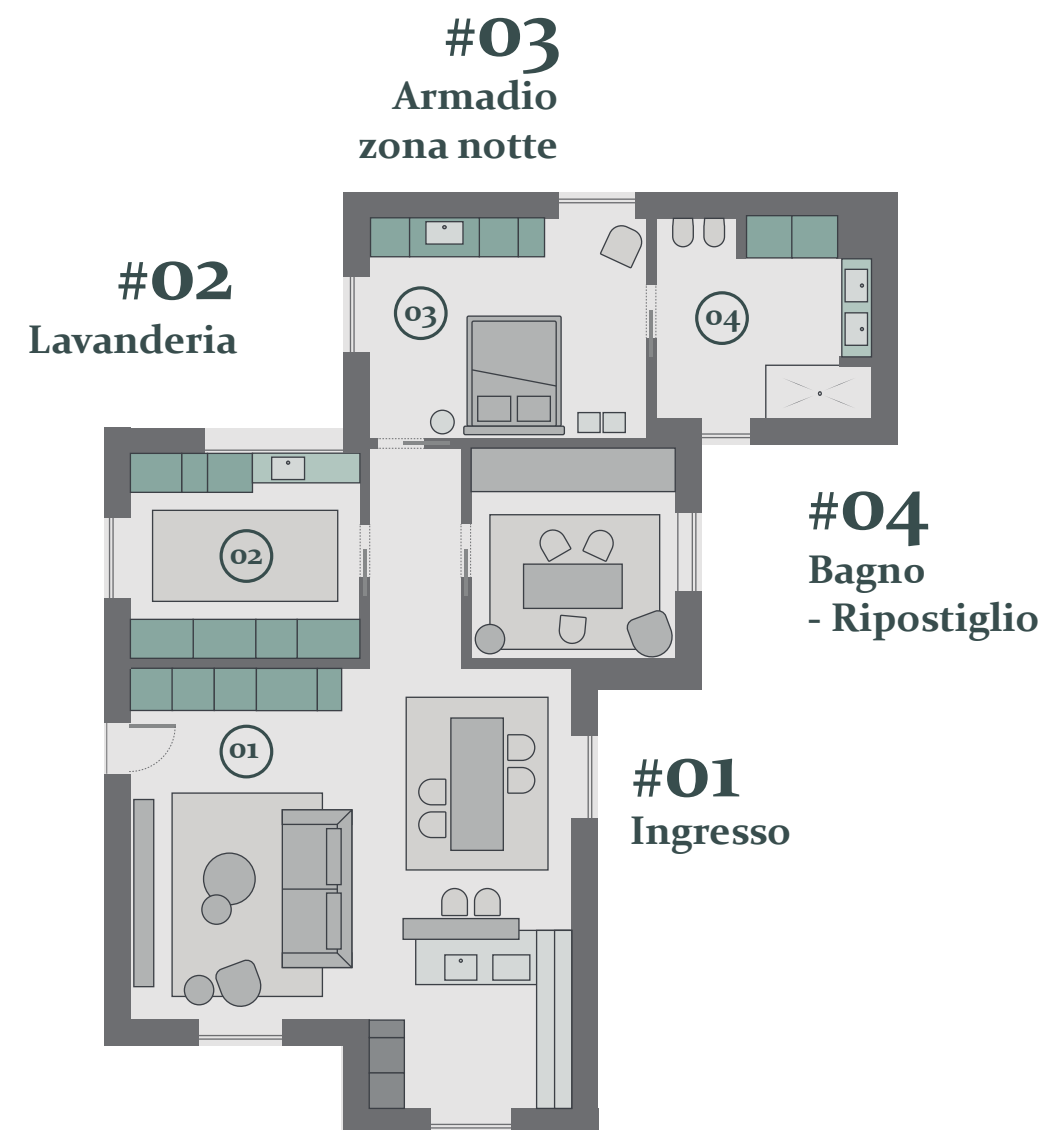 #03
Armadio
zona notte
#02
Lavanderia
03
04
#04
Bagno
- Ripostiglio
02
01
#01
Ingresso